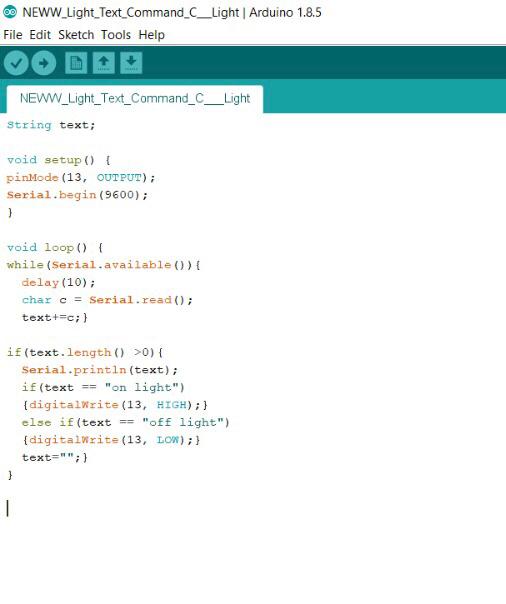 NEWW_Light_Text_Command_C___Light | Arduino 1.8.5
File Edit Sketch Tools Help
NEWW_Light_Text_Command_C___Light
String text;
void setup() {
pinMode(13, OUTPUT);
Serial.begin(9600);
}
void loop() {
while(Serial.available()){
delay(10);
char c = Serial.read();
text+=c;}
if(text.length() >0){
Serial.println(text);
if(text == "on light")
{digitalWrite(13, HIGH);}
else if(text == "off light")
{digitalWrite(13, LOW);}
text="";}
}